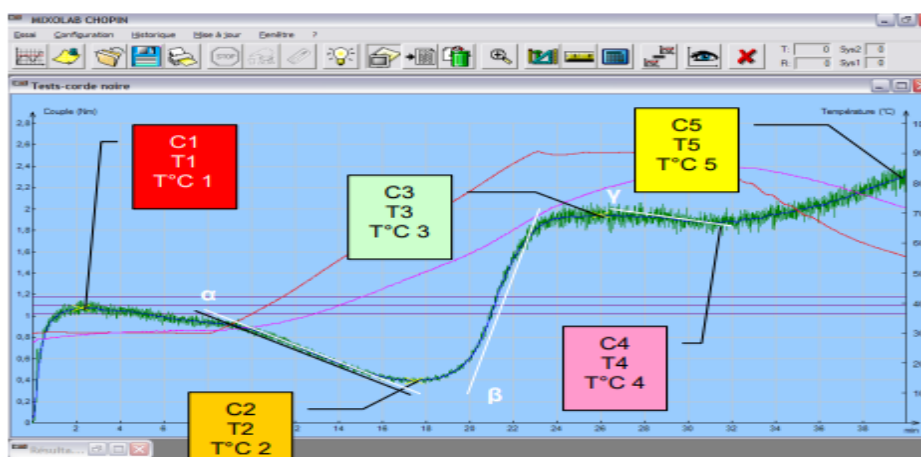 MIXOLAB CHOPIN
Essai Configuration Historique Mise à jour Fenêtre ?
STOP
T: 0 Sys2 0
R: 0 Sys1 0
Tests-corde noire
Couple (Nm)
Température (°C)
2,8
2,6
2,4
2,2
2
1,8
1,6
1,4
1,2
1
0,8
0,6
0,4
0,2
0
C1
T1
T°C 1
C3
T3
T°C 3
C5
T5
T°C 5
C2
T2
T°C 2
C4
T4
T°C 4
α
β
γ
2 4 6 8 10 12 14 16 18 20 22 24 26 28 30 32 34 36 38
min